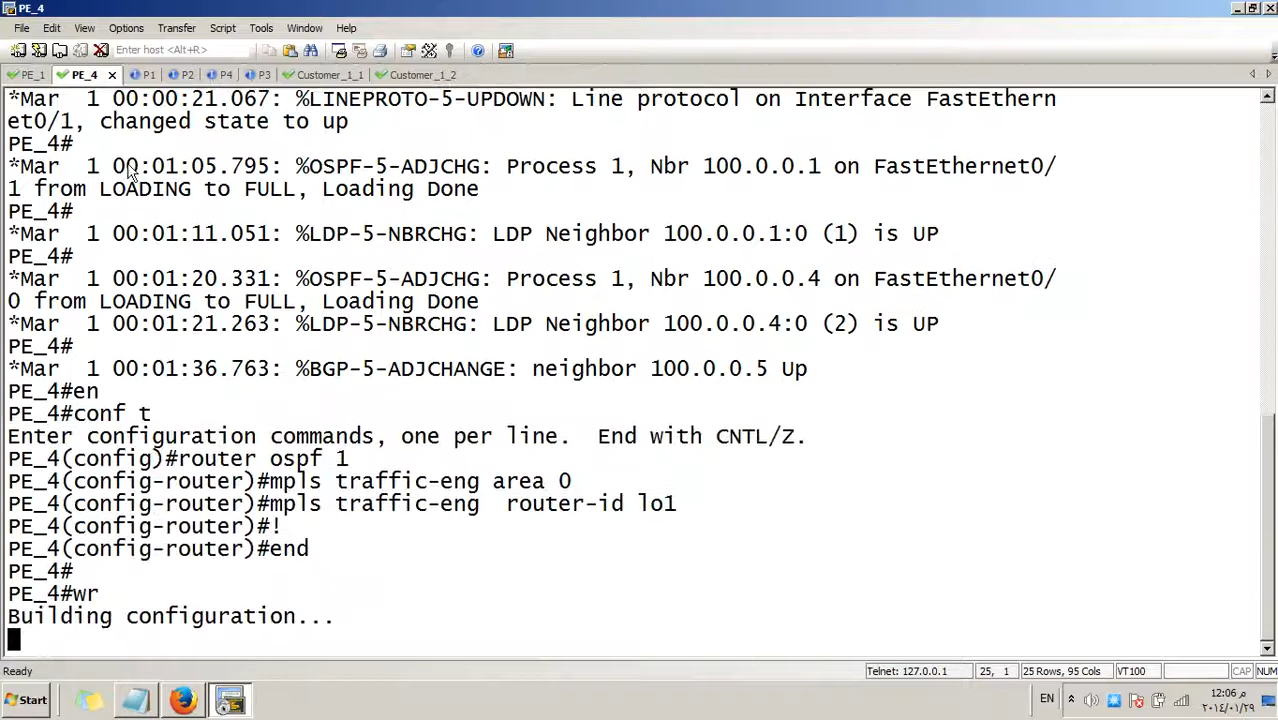 PE_4
File Edit View Options Transfer Script Tools Window Help
Enter host <Alt+R>
PE_1 PE_4 P1 P2 P4 P3 Customer_1_1 Customer_1_2
*Mar  1 00:00:21.067: %LINEPROTO-5-UPDOWN: Line protocol on Interface FastEthern
et0/1, changed state to up
PE_4#
*Mar  1 00:01:05.795: %OSPF-5-ADJCHG: Process 1, Nbr 100.0.0.1 on FastEthernet0/
1 from LOADING to FULL, Loading Done
PE_4#
*Mar  1 00:01:11.051: %LDP-5-NBRCHG: LDP Neighbor 100.0.0.1:0 (1) is UP
PE_4#
*Mar  1 00:01:20.331: %OSPF-5-ADJCHG: Process 1, Nbr 100.0.0.4 on FastEthernet0/
0 from LOADING to FULL, Loading Done
*Mar  1 00:01:21.263: %LDP-5-NBRCHG: LDP Neighbor 100.0.0.4:0 (2) is UP
PE_4#
*Mar  1 00:01:36.763: %BGP-5-ADJCHANGE: neighbor 100.0.0.5 Up
PE_4#en
PE_4#conf t
Enter configuration commands, one per line.  End with CNTL/Z.
PE_4(config)#router ospf 1
PE_4(config-router)#mpls traffic-eng area 0
PE_4(config-router)#mpls traffic-eng  router-id lo1
PE_4(config-router)#!
PE_4(config-router)#end
PE_4#
PE_4#wr
Building configuration...
Ready Telnet: 127.0.0.1 25, 1 25 Rows, 95 Cols VT100 CAP NUM
Start EN 12:06 م
٢٠١٤/٠١/٢٩